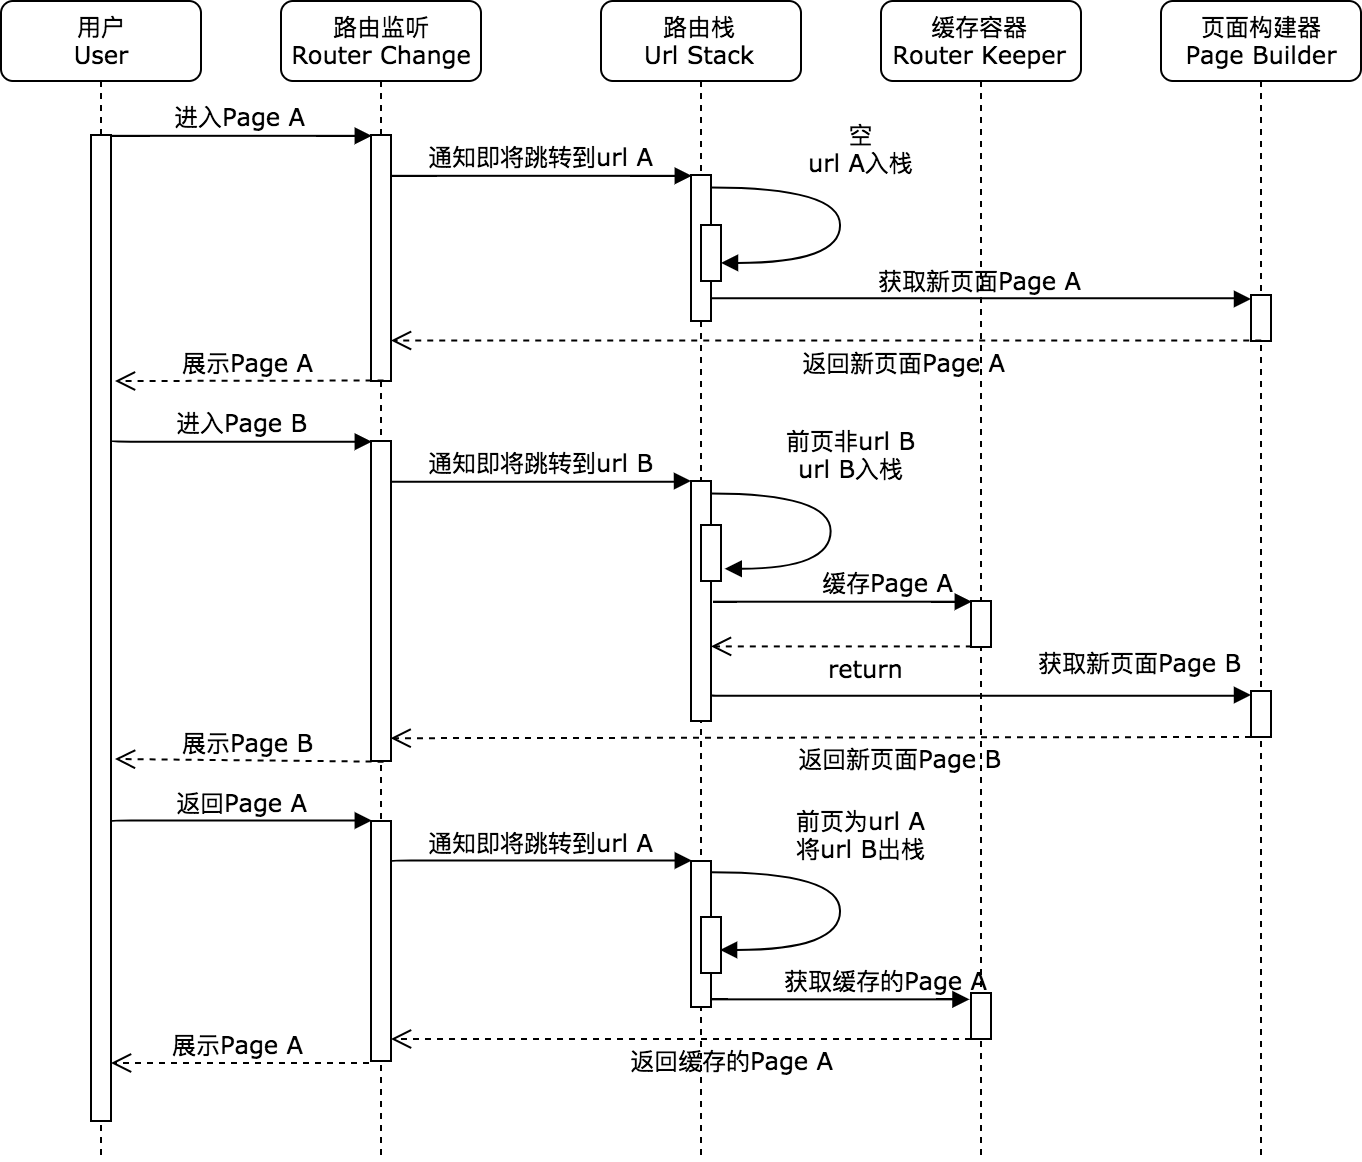 用户
User
路由监听
Router Change
路由栈
Url Stack
缓存容器
Router Keeper
页面构建器
Page Builder
进入Page A
通知即将跳转到url A
空
url A入栈
获取新页面Page A
返回新页面Page A
展示Page A
进入Page B
通知即将跳转到url B
前页非url B
url B入栈
缓存Page A
return
获取新页面Page B
返回新页面Page B
展示Page B
返回Page A
通知即将跳转到url A
前页为url A
将url B出栈
获取缓存的Page A
返回缓存的Page A
展示Page A